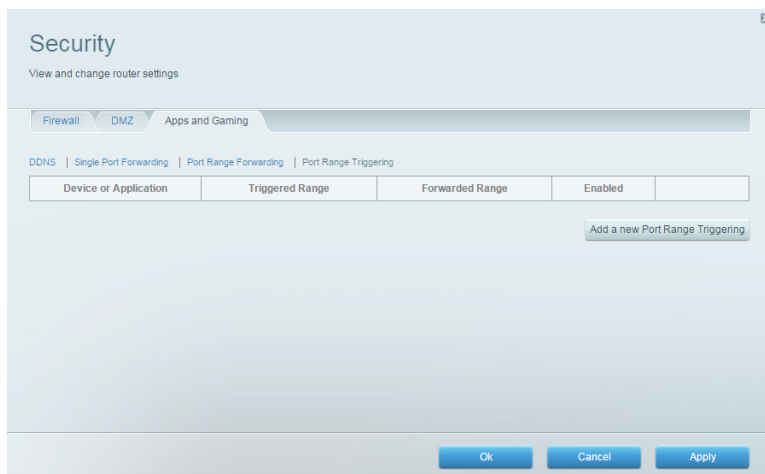 Security
View and change router settings
Firewall DMZ Apps and Gaming
DDNS | Single Port Forwarding | Port Range Forwarding | Port Range Triggering
Device or Application Triggered Range Forwarded Range Enabled
Add a new Port Range Triggering
Ok Cancel Apply